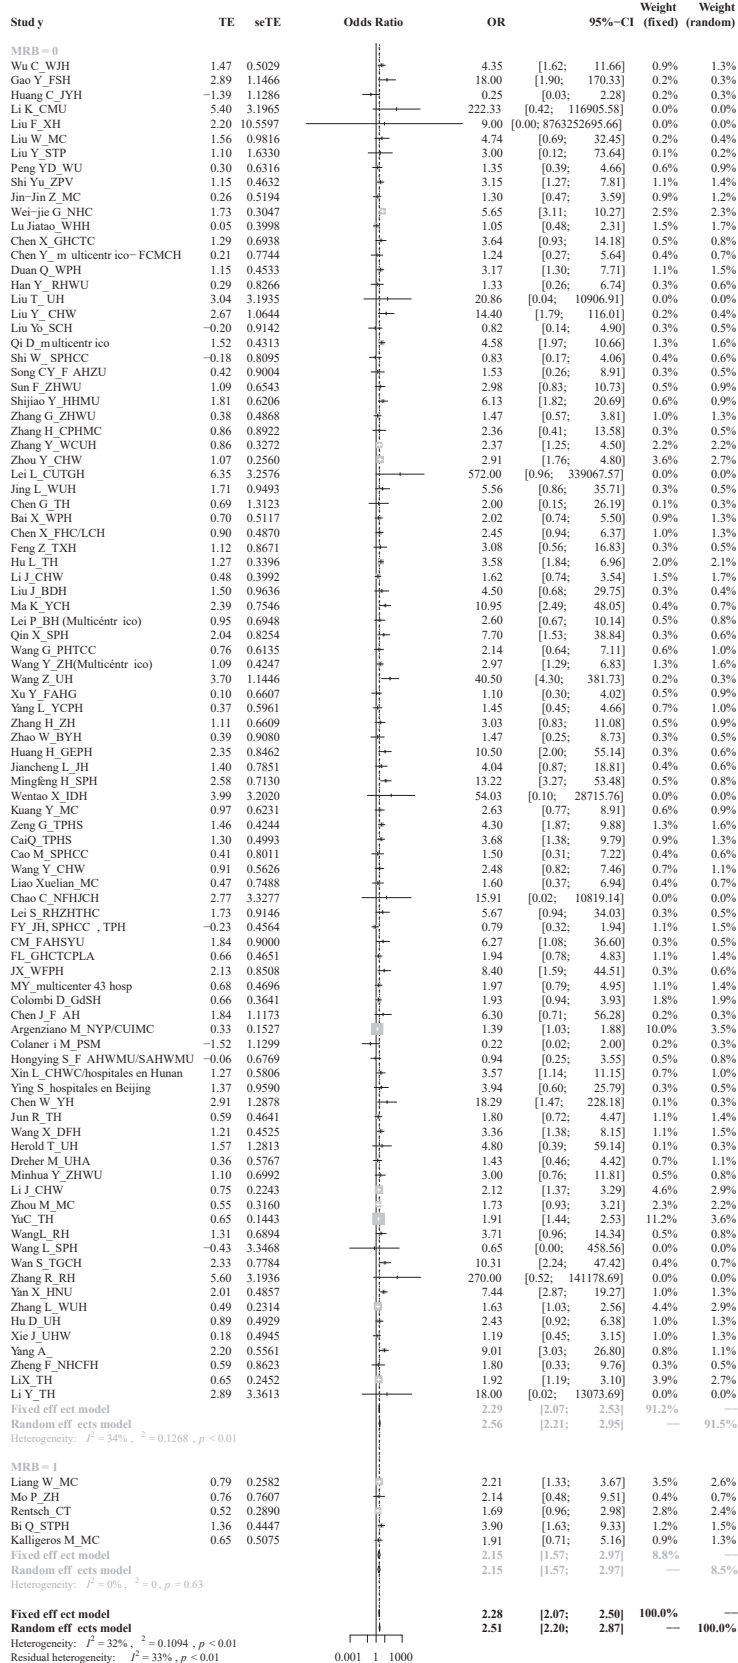 Weight Weight
Stud y TE seTE Odds Ratio OR 95%−CI (fixed) (random)
MRB = 0
Wu C_WJH 1.47 0.5029 4.35 [1.62; 11.66] 0.9% 1.3%
Gao Y_FSH 2.89 1.1466 18.00 [1.90; 170.33] 0.2% 0.3%
Huang C_JYH −1.39 1.1286 0.25 [0.03; 2.28] 0.2% 0.3%
Li K_CMU 5.40 3.1965 222.33 [0.42; 116905.58] 0.0% 0.0%
Liu F_XH 2.20 10.5597 9.00 [0.00; 8763252695.66] 0.0% 0.0%
Liu W_MC 1.56 0.9816 4.74 [0.69; 32.45] 0.2% 0.4%
Liu Y_STP 1.10 1.6330 3.00 [0.12; 73.64] 0.1% 0.2%
Peng YD_WU 0.30 0.6316 1.35 [0.39; 4.66] 0.6% 0.9%
Shi Yu_ZPV 1.15 0.4632 3.15 [1.27; 7.81] 1.1% 1.4%
Jin−Jin Z_MC 0.26 0.5194 1.30 [0.47; 3.59] 0.9% 1.2%
Wei−jie G_NHC 1.73 0.3047 5.65 [3.11; 10.27] 2.5% 2.3%
Lu Jiatao_WHH 0.05 0.3998 1.05 [0.48; 2.31] 1.5% 1.7%
Chen X_GHCTC 1.29 0.6938 3.64 [0.93; 14.18] 0.5% 0.8%
Chen Y_ m ulticentr ico− FCMCH 0.21 0.7744 1.24 [0.27; 5.64] 0.4% 0.7%
Duan Q_WPH 1.15 0.4533 3.17 [1.30; 7.71] 1.1% 1.5%
Han Y_ RHWU 0.29 0.8266 1.33 [0.26; 6.74] 0.3% 0.6%
Liu T_ UH 3.04 3.1935 20.86 [0.04; 10906.91] 0.0% 0.0%
Liu Y_ CHW 2.67 1.0644 14.40 [1.79; 116.01] 0.2% 0.4%
Liu Yo_SCH −0.20 0.9142 0.82 [0.14; 4.90] 0.3% 0.5%
Qi D_multicentr ico 1.52 0.4313 4.58 [1.97; 10.66] 1.3% 1.6%
Shi W_ SPHCC −0.18 0.8095 0.83 [0.17; 4.06] 0.4% 0.6%
Song CY_F AHZU 0.42 0.9004 1.53 [0.26; 8.91] 0.3% 0.5%
Sun F_ZHWU 1.09 0.6543 2.98 [0.83; 10.73] 0.5% 0.9%
Shijiao Y_HHMU 1.81 0.6206 6.13 [1.82; 20.69] 0.6% 0.9%
Zhang G_ZHWU 0.38 0.4868 1.47 [0.57; 3.81] 1.0% 1.3%
Zhang H_CPHMC 0.86 0.8922 2.36 [0.41; 13.58] 0.3% 0.5%
Zhang Y_WCUH 0.86 0.3272 2.37 [1.25; 4.50] 2.2% 2.2%
Zhou Y_CHW 1.07 0.2560 2.91 [1.76; 4.80] 3.6% 2.7%
Lei L_CUTGH 6.35 3.2576 572.00 [0.96; 339067.57] 0.0% 0.0%
Jing L_WUH 1.71 0.9493 5.56 [0.86; 35.71] 0.3% 0.5%
Chen G_TH 0.69 1.3123 2.00 [0.15; 26.19] 0.1% 0.3%
Bai X_WPH 0.70 0.5117 2.02 [0.74; 5.50] 0.9% 1.3%
Chen X_FHC/LCH 0.90 0.4870 2.45 [0.94; 6.37] 1.0% 1.3%
Feng Z_TXH 1.12 0.8671 3.08 [0.56; 16.83] 0.3% 0.5%
Hu L_TH 1.27 0.3396 3.58 [1.84; 6.96] 2.0% 2.1%
Li J_CHW 0.48 0.3992 1.62 [0.74; 3.54] 1.5% 1.7%
Liu J_BDH 1.50 0.9636 4.50 [0.68; 29.75] 0.3% 0.4%
Ma K_YCH 2.39 0.7546 10.95 [2.49; 48.05] 0.4% 0.7%
Lei P_BH (Multicéntr ico) 0.95 0.6948 2.60 [0.67; 10.14] 0.5% 0.8%
Qin X_SPH 2.04 0.8254 7.70 [1.53; 38.84] 0.3% 0.6%
Wang G_PHTCC 0.76 0.6135 2.14 [0.64; 7.11] 0.6% 1.0%
Wang Y_ZH(Multicéntr ico) 1.09 0.4247 2.97 [1.29; 6.83] 1.3% 1.6%
Wang Z_UH 3.70 1.1446 40.50 [4.30; 381.73] 0.2% 0.3%
Xu Y_FAHG 0.10 0.6607 1.10 [0.30; 4.02] 0.5% 0.9%
Yang L_YCPH 0.37 0.5961 1.45 [0.45; 4.66] 0.7% 1.0%
Zhang H_ZH 1.11 0.6609 3.03 [0.83; 11.08] 0.5% 0.9%
Zhao W_BYH 0.39 0.9080 1.47 [0.25; 8.73] 0.3% 0.5%
Huang H_GEPH 2.35 0.8462 10.50 [2.00; 55.14] 0.3% 0.6%
Jiancheng L_JH 1.40 0.7851 4.04 [0.87; 18.81] 0.4% 0.7%
Mingfeng H_SPH 2.58 0.7130 13.22 [3.27; 53.48] 0.5% 0.8%
Wentao X_IDH 3.99 3.2020 54.03 [0.10; 28715.76] 0.0% 0.0%
Kuang Y_MC 0.97 0.6231 2.63 [0.77; 8.91] 0.6% 0.9%
Zeng G_TPHS 1.46 0.4244 4.30 [1.87; 9.88] 1.3% 1.6%
CaiQ_TPHS 1.30 0.4993 3.68 [1.38; 9.79] 0.9% 1.3%
Cao M_SPHCC 0.41 0.8011 1.50 [0.31; 7.22] 0.4% 0.6%
Wang Y_CHW 0.91 0.5626 2.48 [0.82; 7.46] 0.7% 1.1%
Liao Xuelian_MC 0.47 0.7488 1.60 [0.37; 6.94] 0.4% 0.7%
Chao C_NFHJCH 2.77 3.3277 15.91 [0.02; 10819.14] 0.0% 0.0%
Lei S_RHZHTHC 1.73 0.9146 5.67 [0.94; 34.03] 0.3% 0.5%
FY_JH, SPHCC , TPH −0.23 0.4564 0.79 [0.32; 1.94] 1.1% 1.5%
CM_FAHSYU 1.84 0.9000 6.27 [1.08; 36.60] 0.3% 0.5%
FL_GHCTCPLA 0.66 0.4651 1.94 [0.78; 4.83] 1.1% 1.4%
JX_WFPH 2.13 0.8508 8.40 [1.59; 44.51] 0.3% 0.6%
MY_multicenter 43 hosp 0.68 0.4696 1.97 [0.79; 4.95] 1.1% 1.4%
Colombi D_GdSH 0.66 0.3641 1.93 [0.94; 3.93] 1.8% 1.9%
Chen J_F AH 1.84 1.1173 6.30 [0.71; 56.28] 0.2% 0.3%
Argenziano M_NYP/CUIMC 0.33 0.1527 1.39 [1.03; 1.88] 10.0% 3.5%
Colaner i M_PSM −1.52 1.1299 0.22 [0.02; 2.00] 0.2% 0.3%
Hongying S_F AHWMU/SAHWMU −0.06 0.6769 0.94 [0.25; 3.55] 0.5% 0.8%
Xin L_CHWC/hospitales en Hunan 1.27 0.5806 3.57 [1.14; 11.15] 0.7% 1.0%
Ying S_hospitales en Beijing 1.37 0.9590 3.94 [0.60; 25.79] 0.3% 0.5%
Chen W_YH 2.91 1.2878 18.29 [1.47; 228.18] 0.1% 0.3%
Jun R_TH 0.59 0.4641 1.80 [0.72; 4.47] 1.1% 1.4%
Wang X_DFH 1.21 0.4525 3.36 [1.38; 8.15] 1.1% 1.5%
Herold T_UH 1.57 1.2813 4.80 [0.39; 59.14] 0.1% 0.3%
Dreher M_UHA 0.36 0.5767 1.43 [0.46; 4.42] 0.7% 1.1%
Minhua Y_ZHWU 1.10 0.6992 3.00 [0.76; 11.81] 0.5% 0.8%
Li J_CHW 0.75 0.2243 2.12 [1.37; 3.29] 4.6% 2.9%
Zhou M_MC 0.55 0.3160 1.73 [0.93; 3.21] 2.3% 2.2%
YuC_TH 0.65 0.1443 1.91 [1.44; 2.53] 11.2% 3.6%
WangL_RH 1.31 0.6894 3.71 [0.96; 14.34] 0.5% 0.8%
Wang L_SPH −0.43 3.3468 0.65 [0.00; 458.56] 0.0% 0.0%
Wan S_TGCH 2.33 0.7784 10.31 [2.24; 47.42] 0.4% 0.7%
Zhang R_RH 5.60 3.1936 270.00 [0.52; 141178.69] 0.0% 0.0%
Yan X_HNU 2.01 0.4857 7.44 [2.87; 19.27] 1.0% 1.3%
Zhang L_WUH 0.49 0.2314 1.63 [1.03; 2.56] 4.4% 2.9%
Hu D_UH 0.89 0.4929 2.43 [0.92; 6.38] 1.0% 1.3%
Xie J_UHW 0.18 0.4945 1.19 [0.45; 3.15] 1.0% 1.3%
Yang A_ 2.20 0.5561 9.01 [3.03; 26.80] 0.8% 1.1%
Zheng F_NHCFH 0.59 0.8623 1.80 [0.33; 9.76] 0.3% 0.5%
LiX_TH 0.65 0.2452 1.92 [1.19; 3.10] 3.9% 2.7%
Li Y_TH 2.89 3.3613 18.00 [0.02; 13073.69] 0.0% 0.0%
Fixed eff ect model 2.29 [2.07; 2.53] 91.2% —
Random eff ects model 2.56 [2.21; 2.95] — 91.5%
Heterogeneity: I² = 34% , ² = 0.1268 , p < 0.01
MRB = 1
Liang W_MC 0.79 0.2582 2.21 [1.33; 3.67] 3.5% 2.6%
Mo P_ZH 0.76 0.7607 2.14 [0.48; 9.51] 0.4% 0.7%
Rentsch_CT 0.52 0.2890 1.69 [0.96; 2.98] 2.8% 2.4%
Bi Q_STPH 1.36 0.4447 3.90 [1.63; 9.33] 1.2% 1.5%
Kalligeros M_MC 0.65 0.5075 1.91 [0.71; 5.16] 0.9% 1.3%
Fixed eff ect model 2.15 [1.57; 2.97] 8.8% —
Random eff ects model 2.15 [1.57; 2.97] — 8.5%
Heterogeneity: I² = 0% , ² = 0 , p = 0.63
Fixed eff ect model 2.28 [2.07; 2.50] 100.0% —
Random eff ects model 2.51 [2.20; 2.87] — 100.0%
Heterogeneity: I² = 32% , ² = 0.1094 , p < 0.01
Residual heterogeneity: I² = 33% , p < 0.01 0.001 1 1000